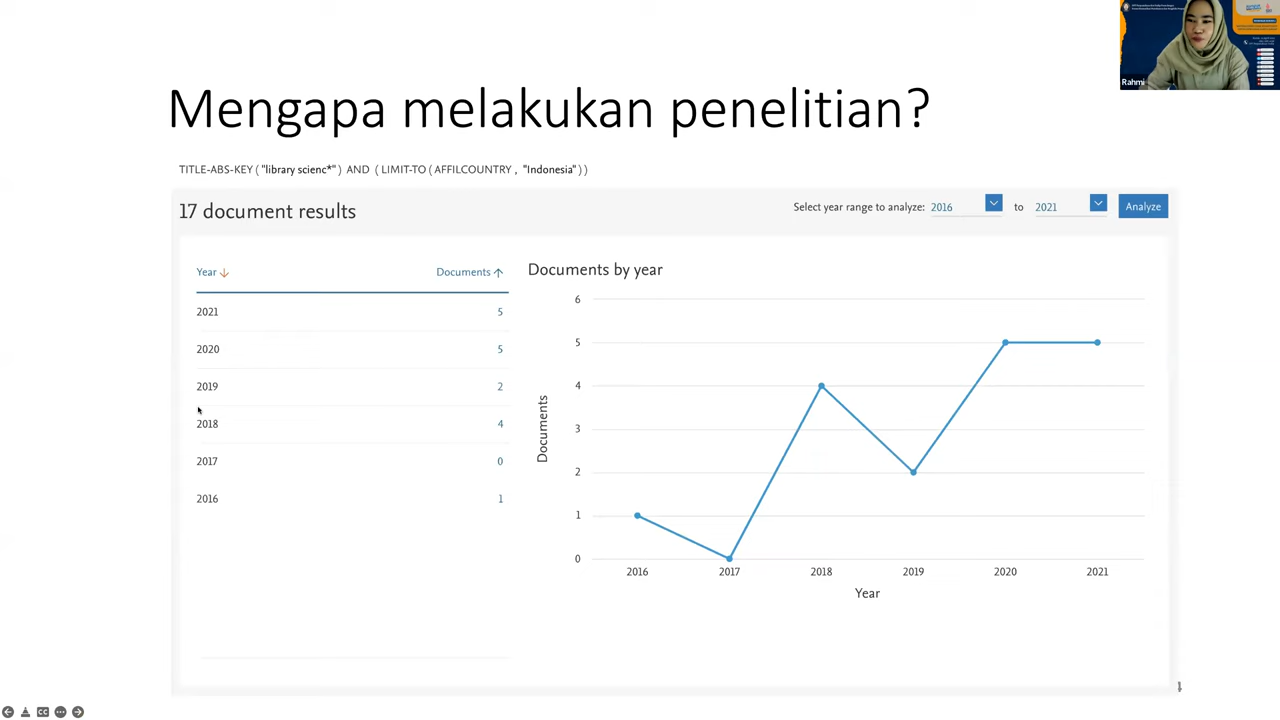 Mengapa melakukan penelitian?
Rahmi
TITLE-ABS-KEY ( "library scienc*" ) AND ( LIMIT-TO ( AFFILCOUNTRY , "Indonesia" ) )
17 document results
Select year range to analyze: 2016 to 2021 Analyze
Year Documents
2021 5
2020 5
2019 2
2018 4
2017 0
2016 1
Documents by year
6
5
4
3
2
1
0
Documents
2016 2017 2018 2019 2020 2021
Year
CC